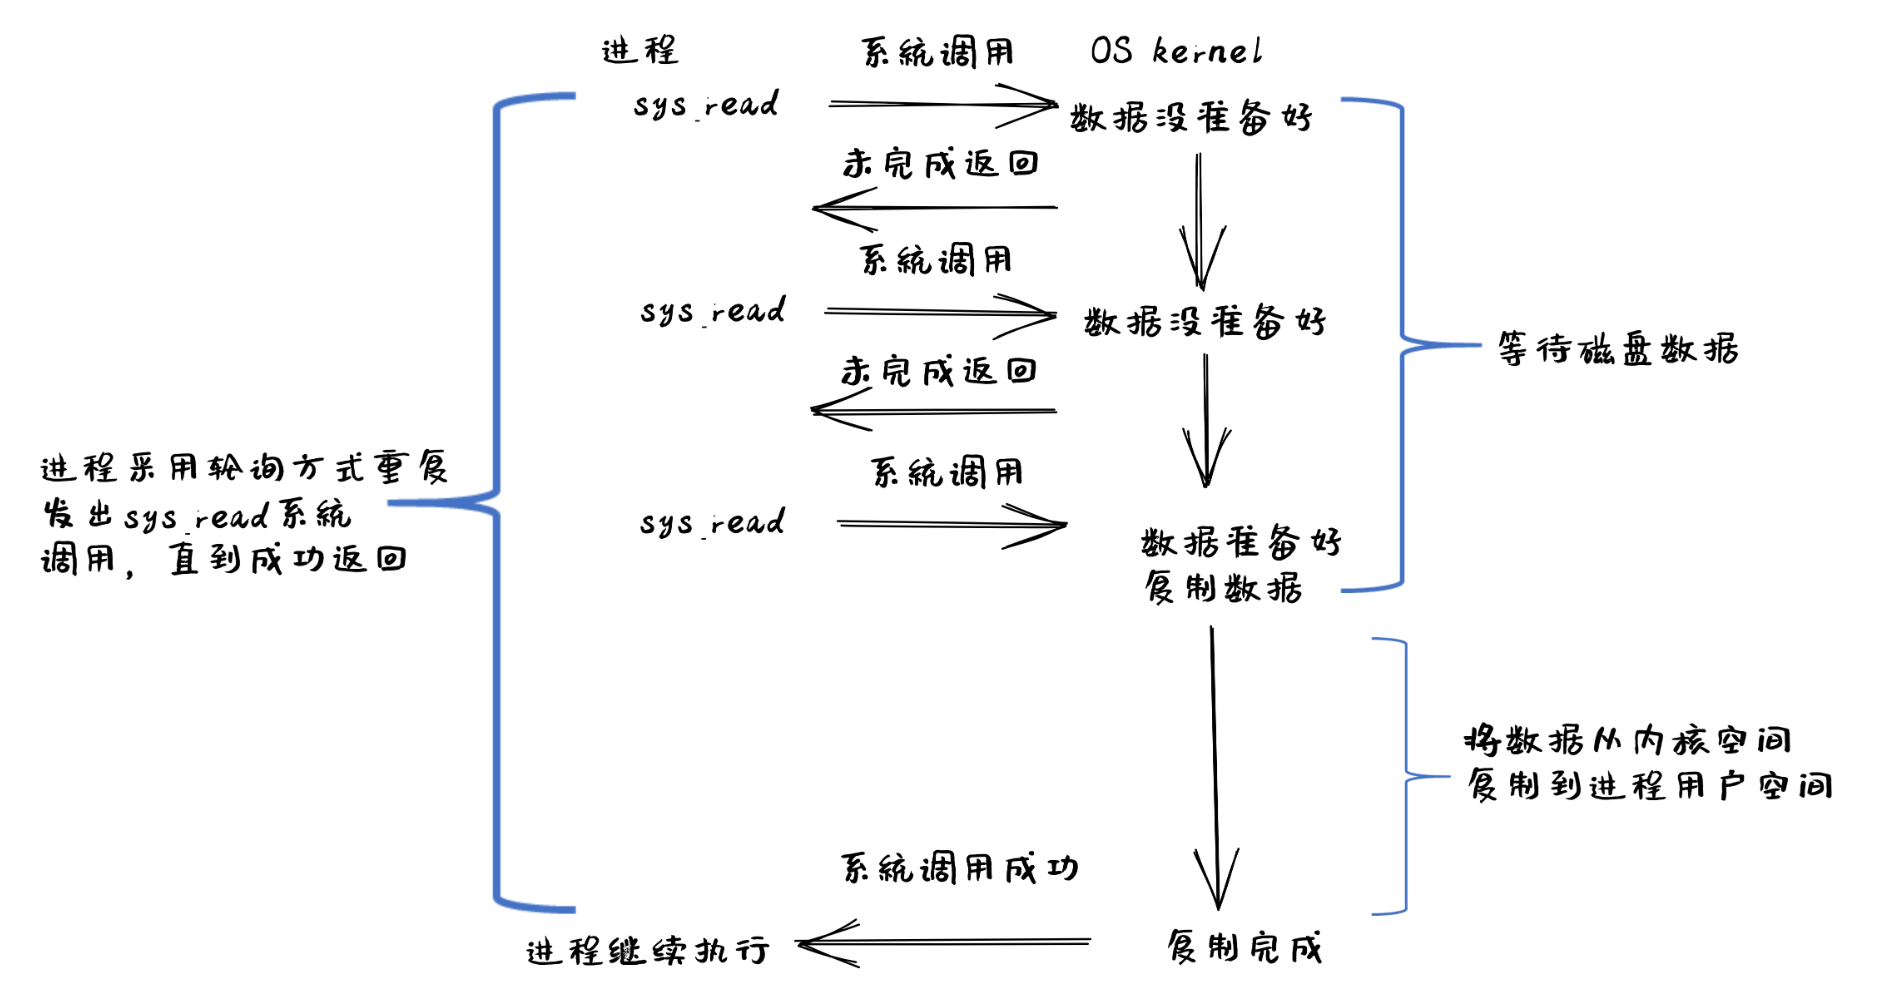 进程
系统调用
OS kernel
sys_read
数据没准备好
未完成返回
系统调用
sys_read
数据没准备好
等待磁盘数据
未完成返回
进程采用轮询方式重复
发出sys_read系统
调用，直到成功返回
系统调用
sys_read
数据准备好
复制数据
将数据从内核空间
复制到进程用户空间
系统调用成功
进程继续执行
复制完成